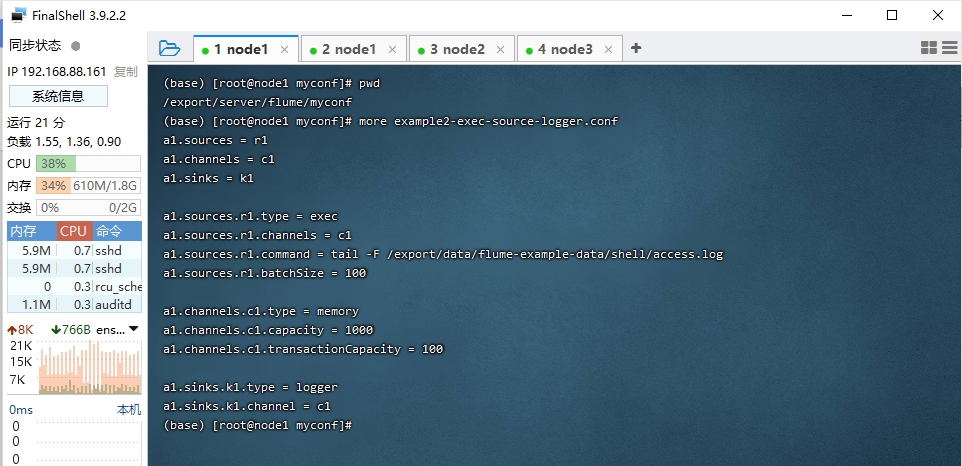 FinalShell 3.9.2.2
同步状态
IP 192.168.88.161 复制
系统信息
运行 21 分
负载 1.55, 1.36, 0.90
CPU 38%
内存 34% 610M/1.8G
交换 0% 0/2G
内存 CPU 命令
5.9M 0.7 sshd
5.9M 0.7 sshd
0 0.3 rcu_sche
1.1M 0.3 auditd
8K 766B ens...
21K
15K
7K
0ms 本机
0
0
0
1 node1 2 node1 3 node2 4 node3
(base) [root@node1 myconf]# pwd
/export/server/flume/myconf
(base) [root@node1 myconf]# more example2-exec-source-logger.conf
a1.sources = r1
a1.channels = c1
a1.sinks = k1
a1.sources.r1.type = exec
a1.sources.r1.channels = c1
a1.sources.r1.command = tail -F /export/data/flume-example-data/shell/access.log
a1.sources.r1.batchSize = 100
a1.channels.c1.type = memory
a1.channels.c1.capacity = 1000
a1.channels.c1.transactionCapacity = 100
a1.sinks.k1.type = logger
a1.sinks.k1.channel = c1
(base) [root@node1 myconf]#